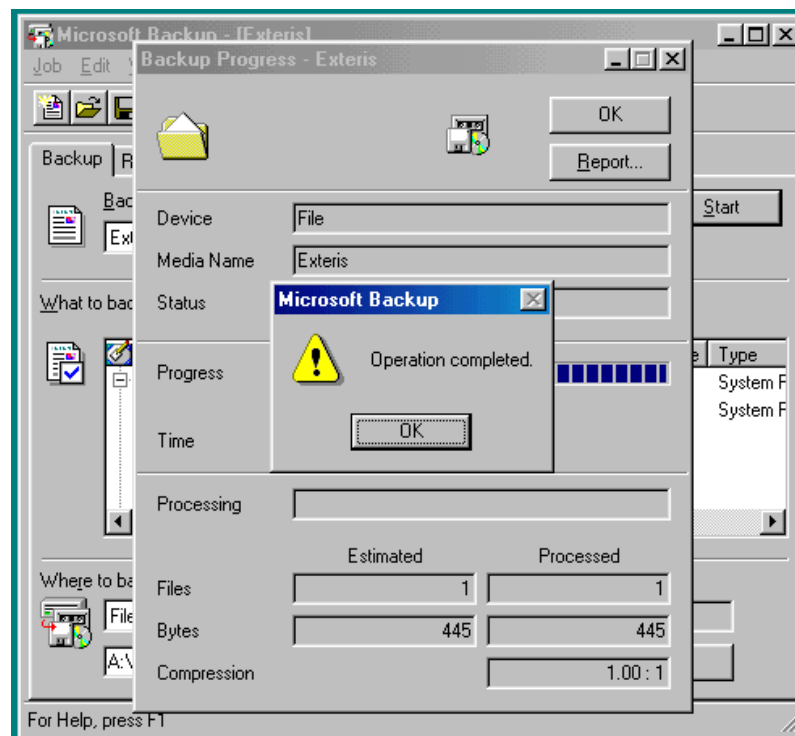 Microsoft Backup - [Exteris]
Job Edit
Backup Progress - Exteris
OK
Report...
Backup
Start
Device File
Media Name Exteris
What to bac
Status
Microsoft Backup
Operation completed.
OK
Type
System F
System F
Progress
Time
Processing
Estimated Processed
Where to ba
Files 1 1
File
Bytes 445 445
A:\
Compression 1.00 : 1
For Help, press F1